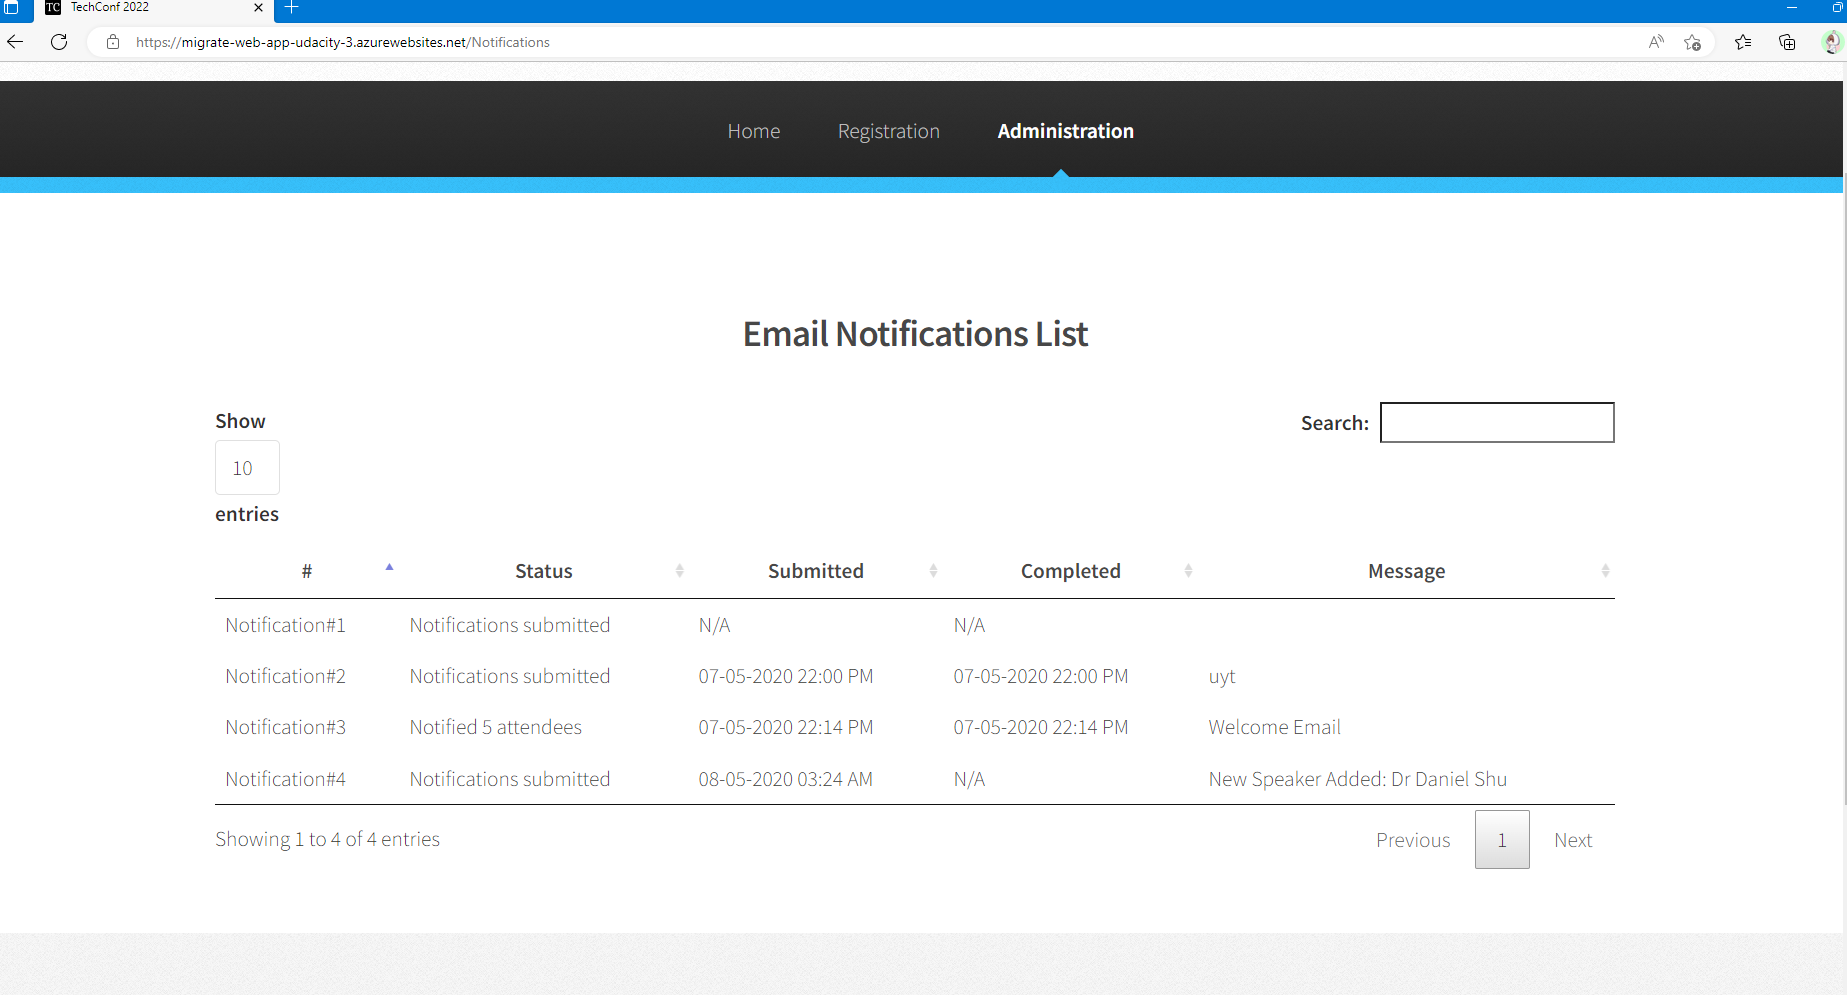 TC TechConf 2022
https://migrate-web-app-udacity-3.azurewebsites.net/Notifications
Home Registration Administration
Email Notifications List
Show
10
entries
Search:
# Status Submitted Completed Message
Notification#1 Notifications submitted N/A N/A
Notification#2 Notifications submitted 07-05-2020 22:00 PM 07-05-2020 22:00 PM uyt
Notification#3 Notified 5 attendees 07-05-2020 22:14 PM 07-05-2020 22:14 PM Welcome Email
Notification#4 Notifications submitted 08-05-2020 03:24 AM N/A New Speaker Added: Dr Daniel Shu
Showing 1 to 4 of 4 entries
Previous 1 Next